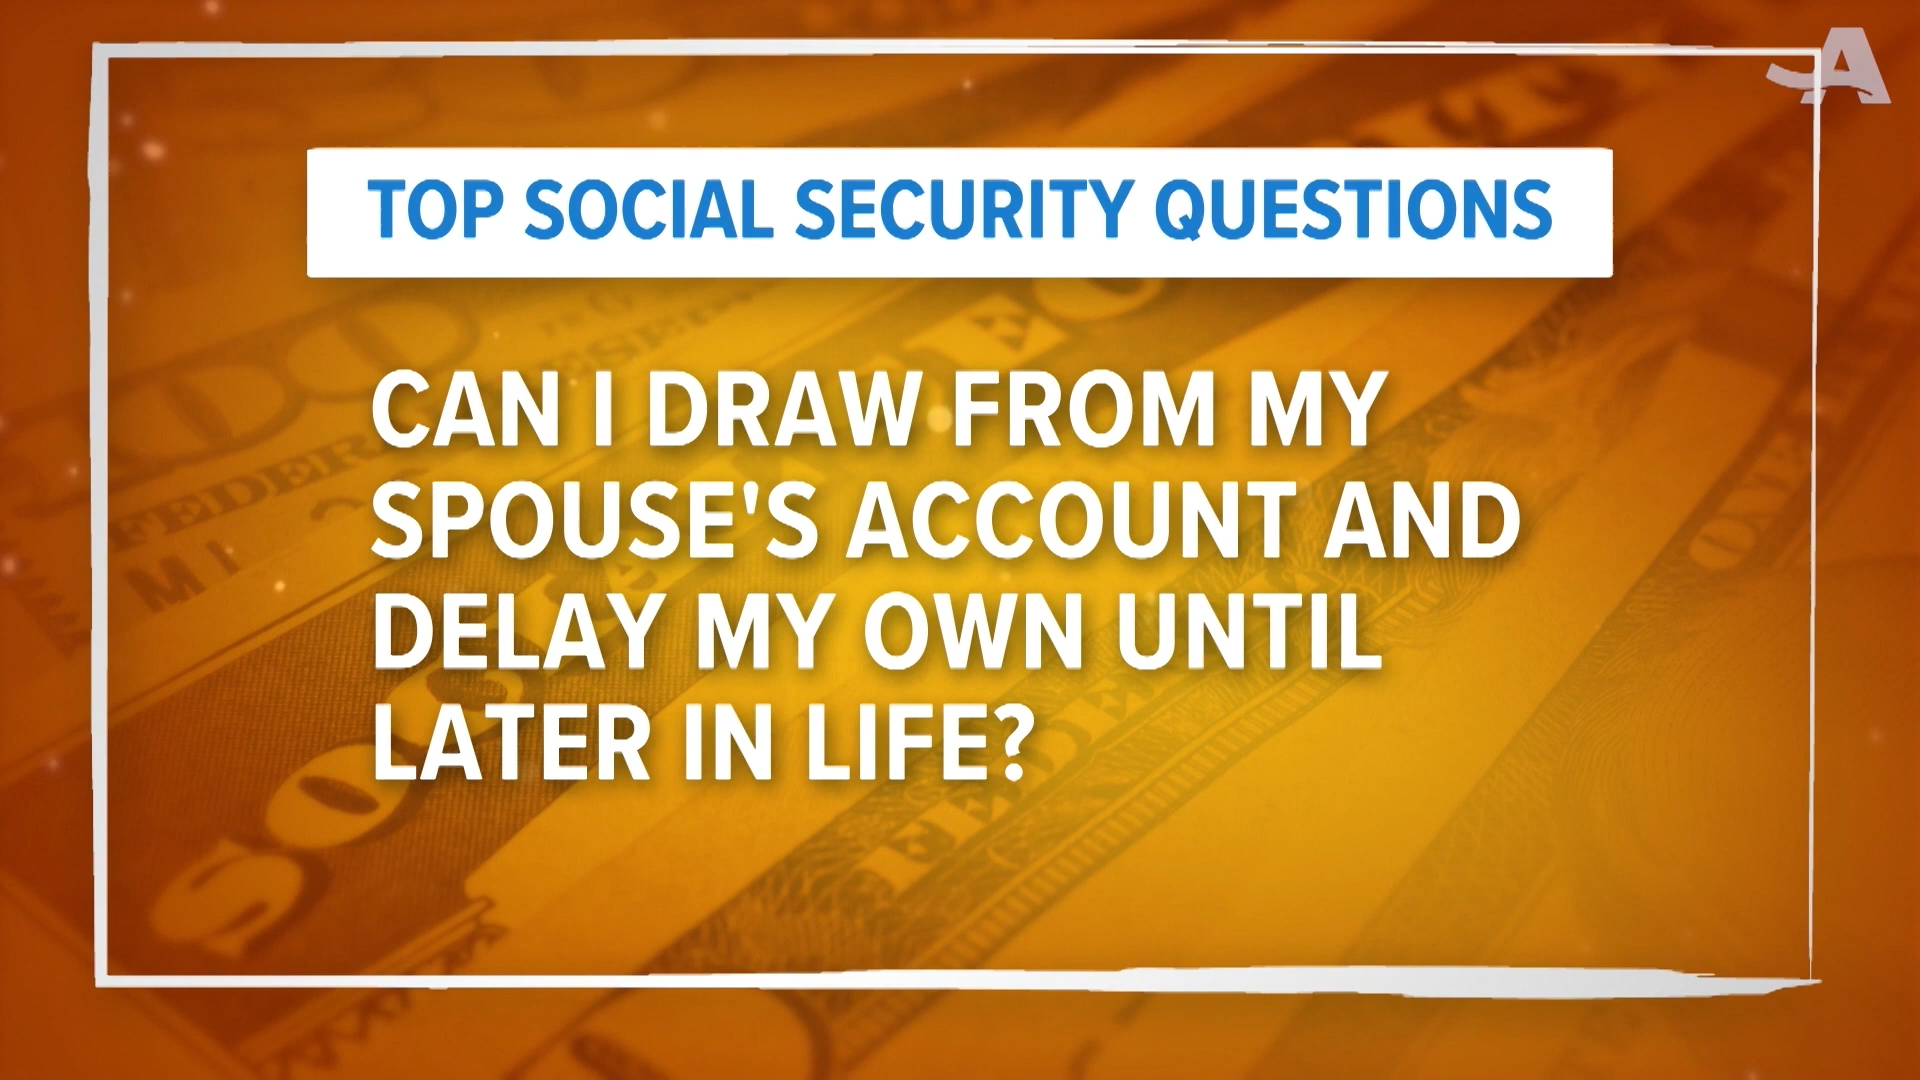 TOP SOCIAL SECURITY QUESTIONS
CAN I DRAW FROM MY
SPOUSE'S ACCOUNT AND
DELAY MY OWN UNTIL
LATER IN LIFE?